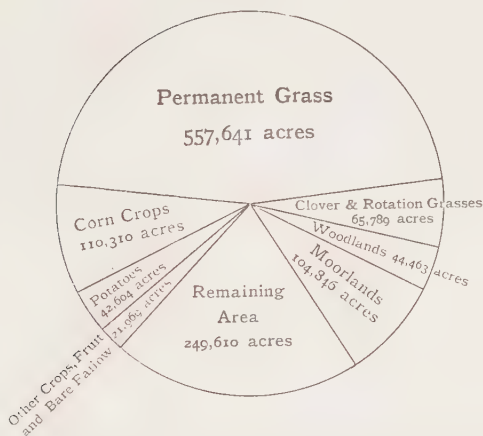 Permanent Grass
557,641 acres
Clover & Rotation Grasses
65,789 acres
Woodlands 44,463 acres
Moorlands
104,846 acres
Remaining
Area
249,610 acres
Other Crops, Fruit
and Bare Fallow
acres
Potatoes
42,604 acres
Corn Crops
110,310 acres